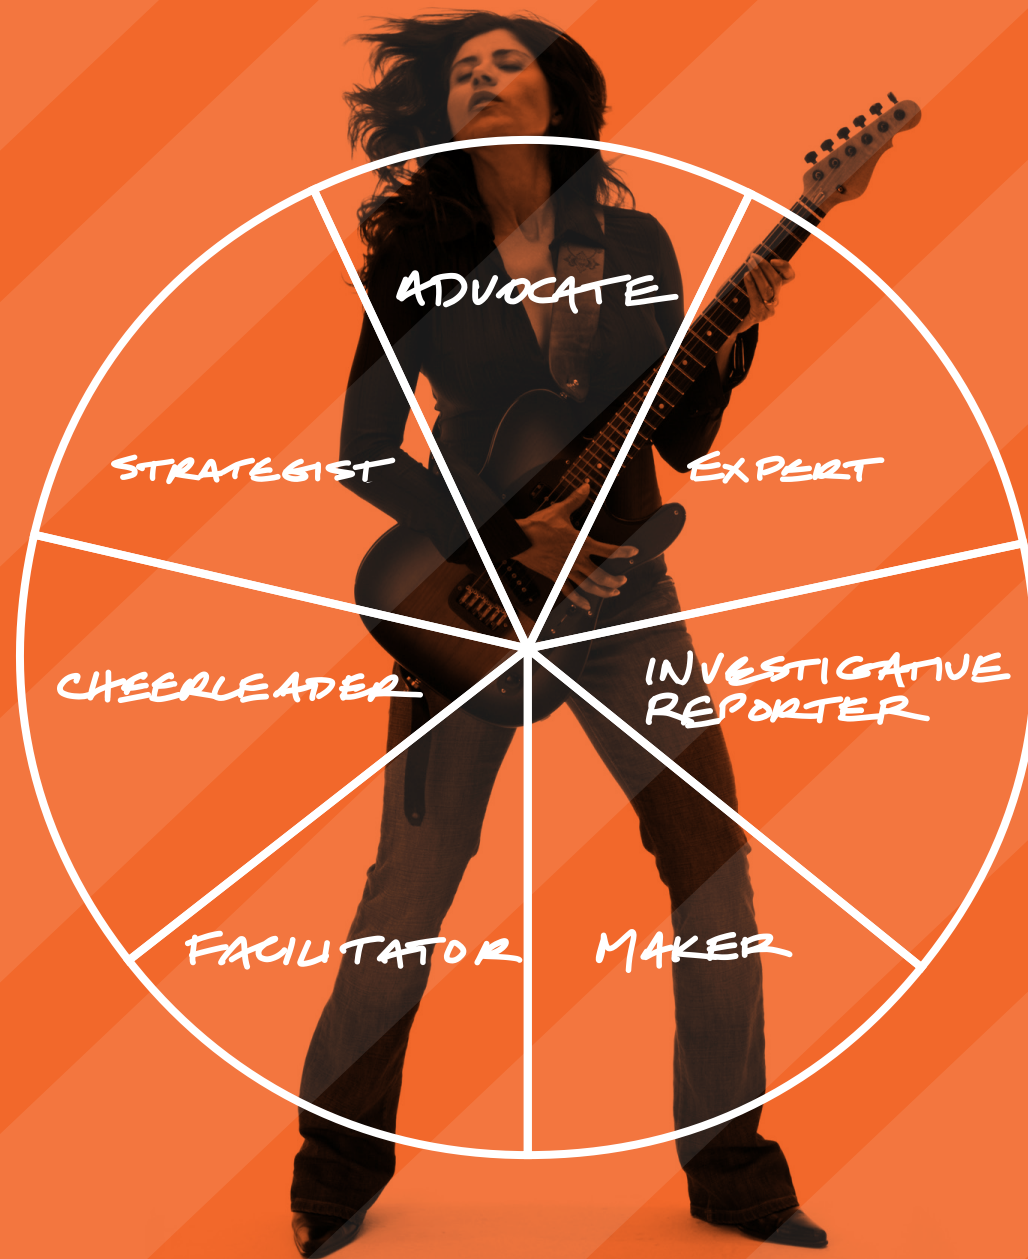 ADVOCATE
STRATEGIST
EXPERT
CHEERLEADER
INVESTIGATIVE
REPORTER
FACILITATOR
MAKER